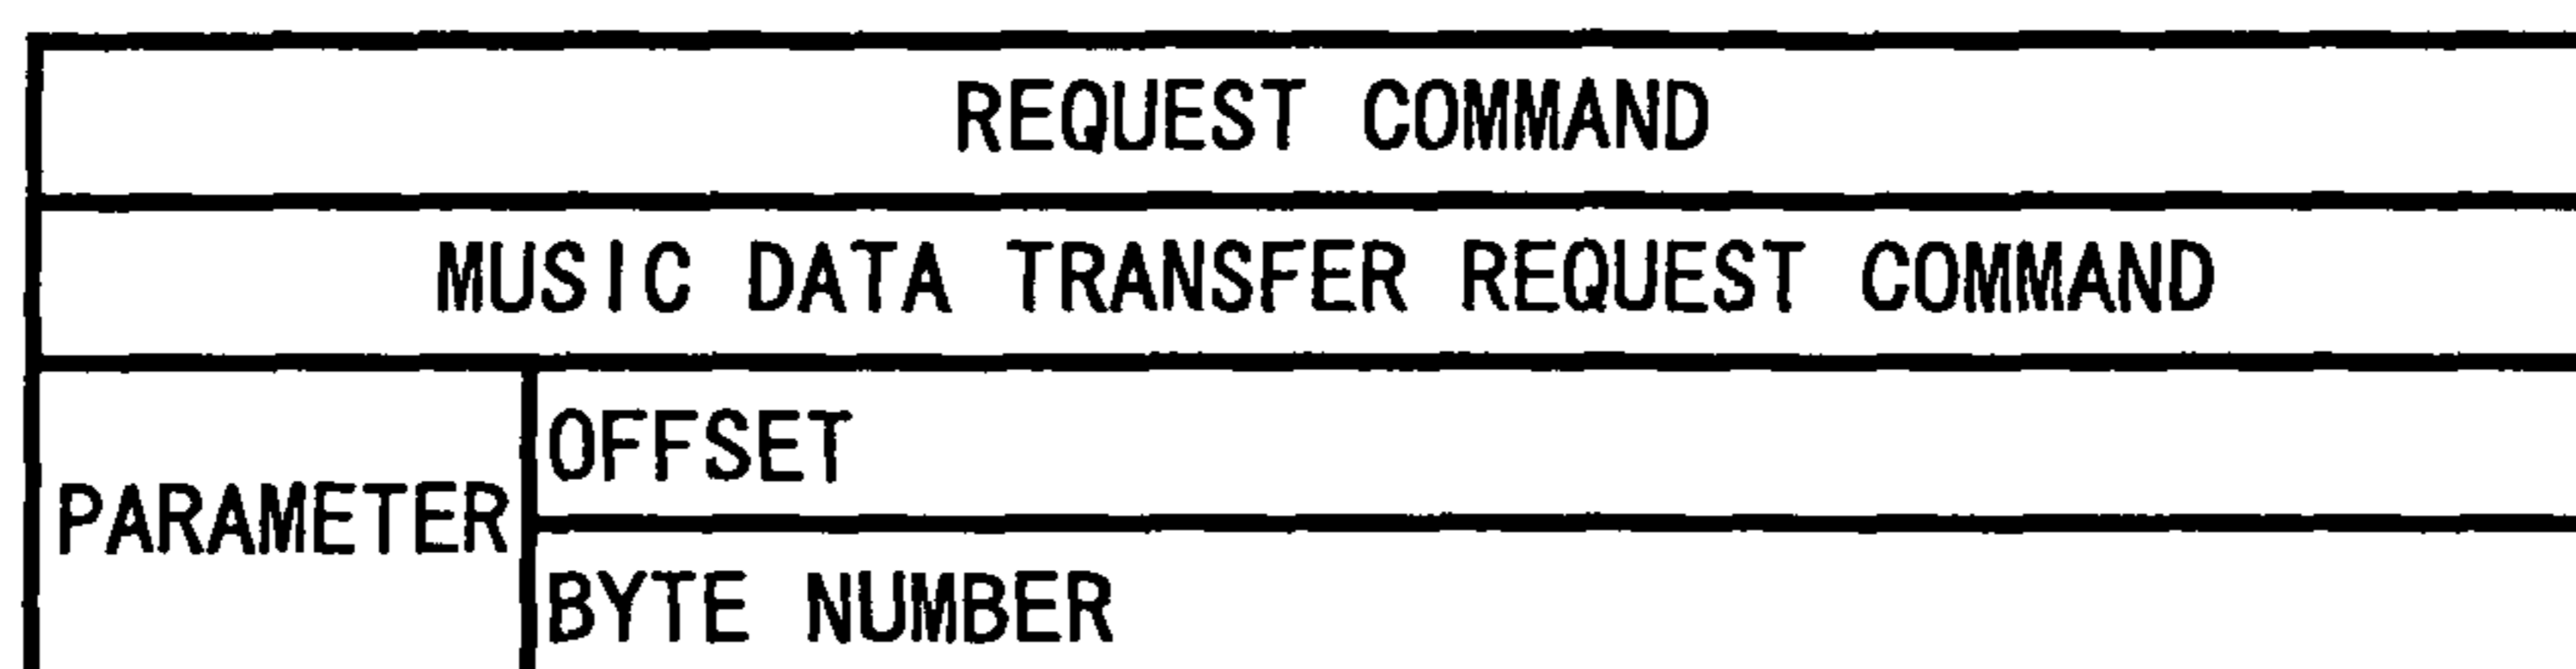 REQUEST COMMAND
MUSIC DATA TRANSFER REQUEST COMMAND
PARAMETER
OFFSET
BYTE NUMBER